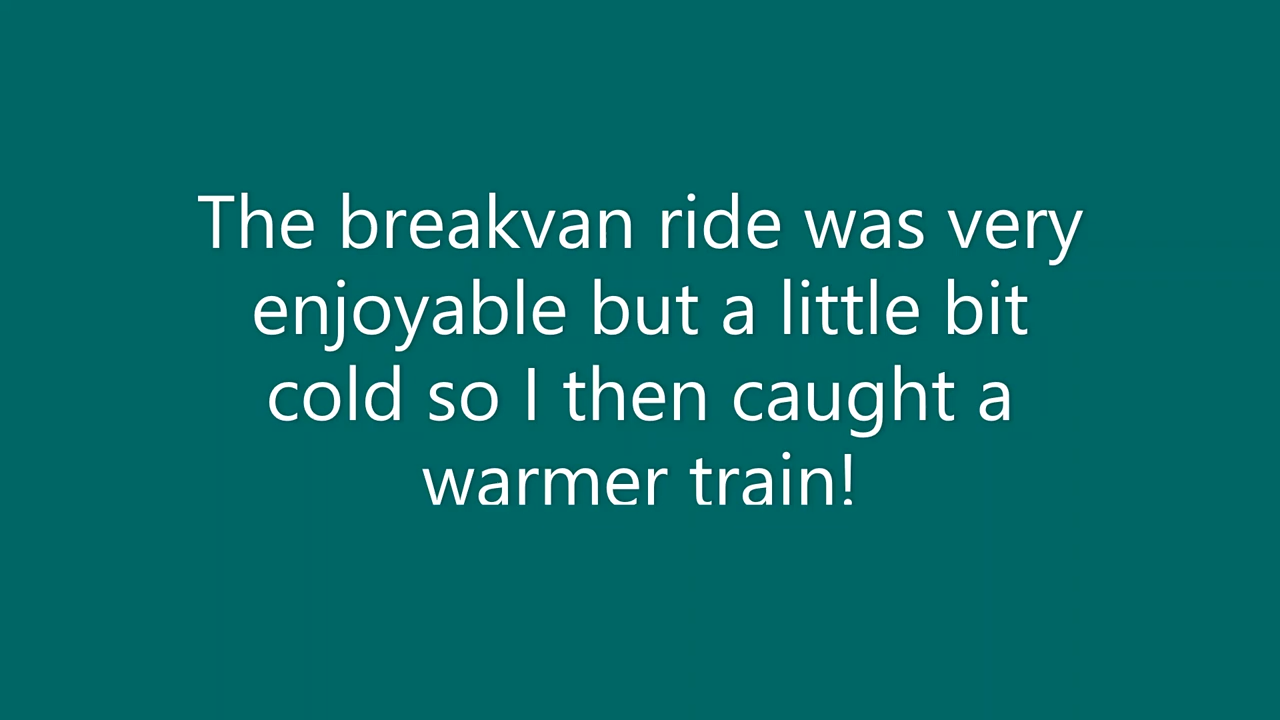 The breakvan ride was very
enjoyable but a little bit
cold so I then caught a
warmer train!